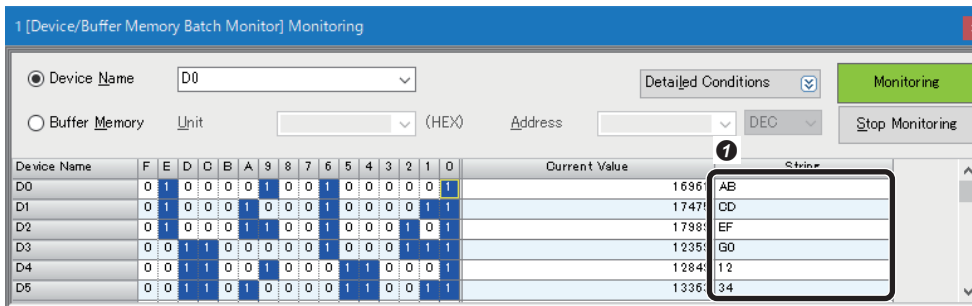 1 [Device/Buffer Memory Batch Monitor] Monitoring
Device Name D0 Detailed Conditions Monitoring
Buffer Memory Unit (HEX) Address DEC Stop Monitoring
1
Device Name F E D C B A 9 8 7 6 5 4 3 2 1 0 Current Value String
D0 0 1 0 0 0 0 1 0 0 1 0 0 0 0 0 1 16961 AB
D1 0 1 0 0 0 1 0 0 0 1 0 0 0 0 1 1 17475 CD
D2 0 1 0 0 0 1 1 0 0 1 0 0 0 1 0 1 17989 EF
D3 0 0 1 1 0 0 0 0 0 1 0 0 0 1 1 1 12359 G0
D4 0 0 1 1 0 0 1 0 0 0 1 1 0 0 0 1 12849 12
D5 0 0 1 1 0 1 0 0 0 0 1 1 0 0 1 1 13363 34